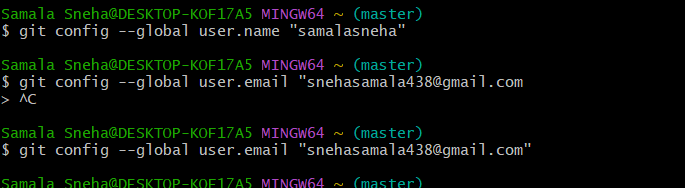 Samala Sneha@DESKTOP-KOF17A5 MINGW64 ~ (master)
$ git config --global user.name "samalasneha"
Samala Sneha@DESKTOP-KOF17A5 MINGW64 ~ (master)
$ git config --global user.email "snehasamala438@gmail.com
> ^C
Samala Sneha@DESKTOP-KOF17A5 MINGW64 ~ (master)
$ git config --global user.email "snehasamala438@gmail.com"
Samala Sneha@DESKTOP-KOF17A5 MINGW64 ~ (master)